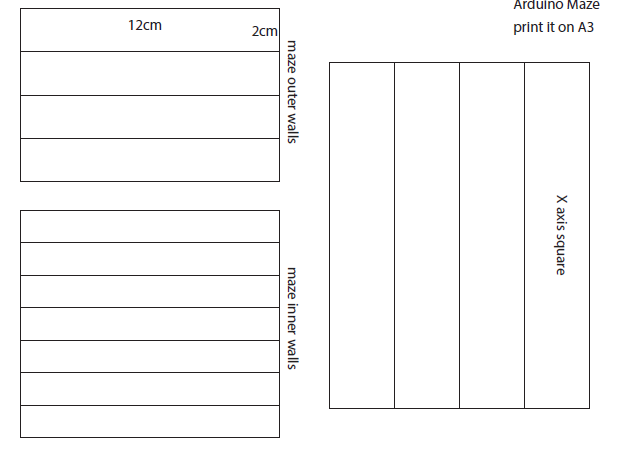 Arduino Maze
print it on A3
12cm
2cm
maze outer walls
maze inner walls
X axis square